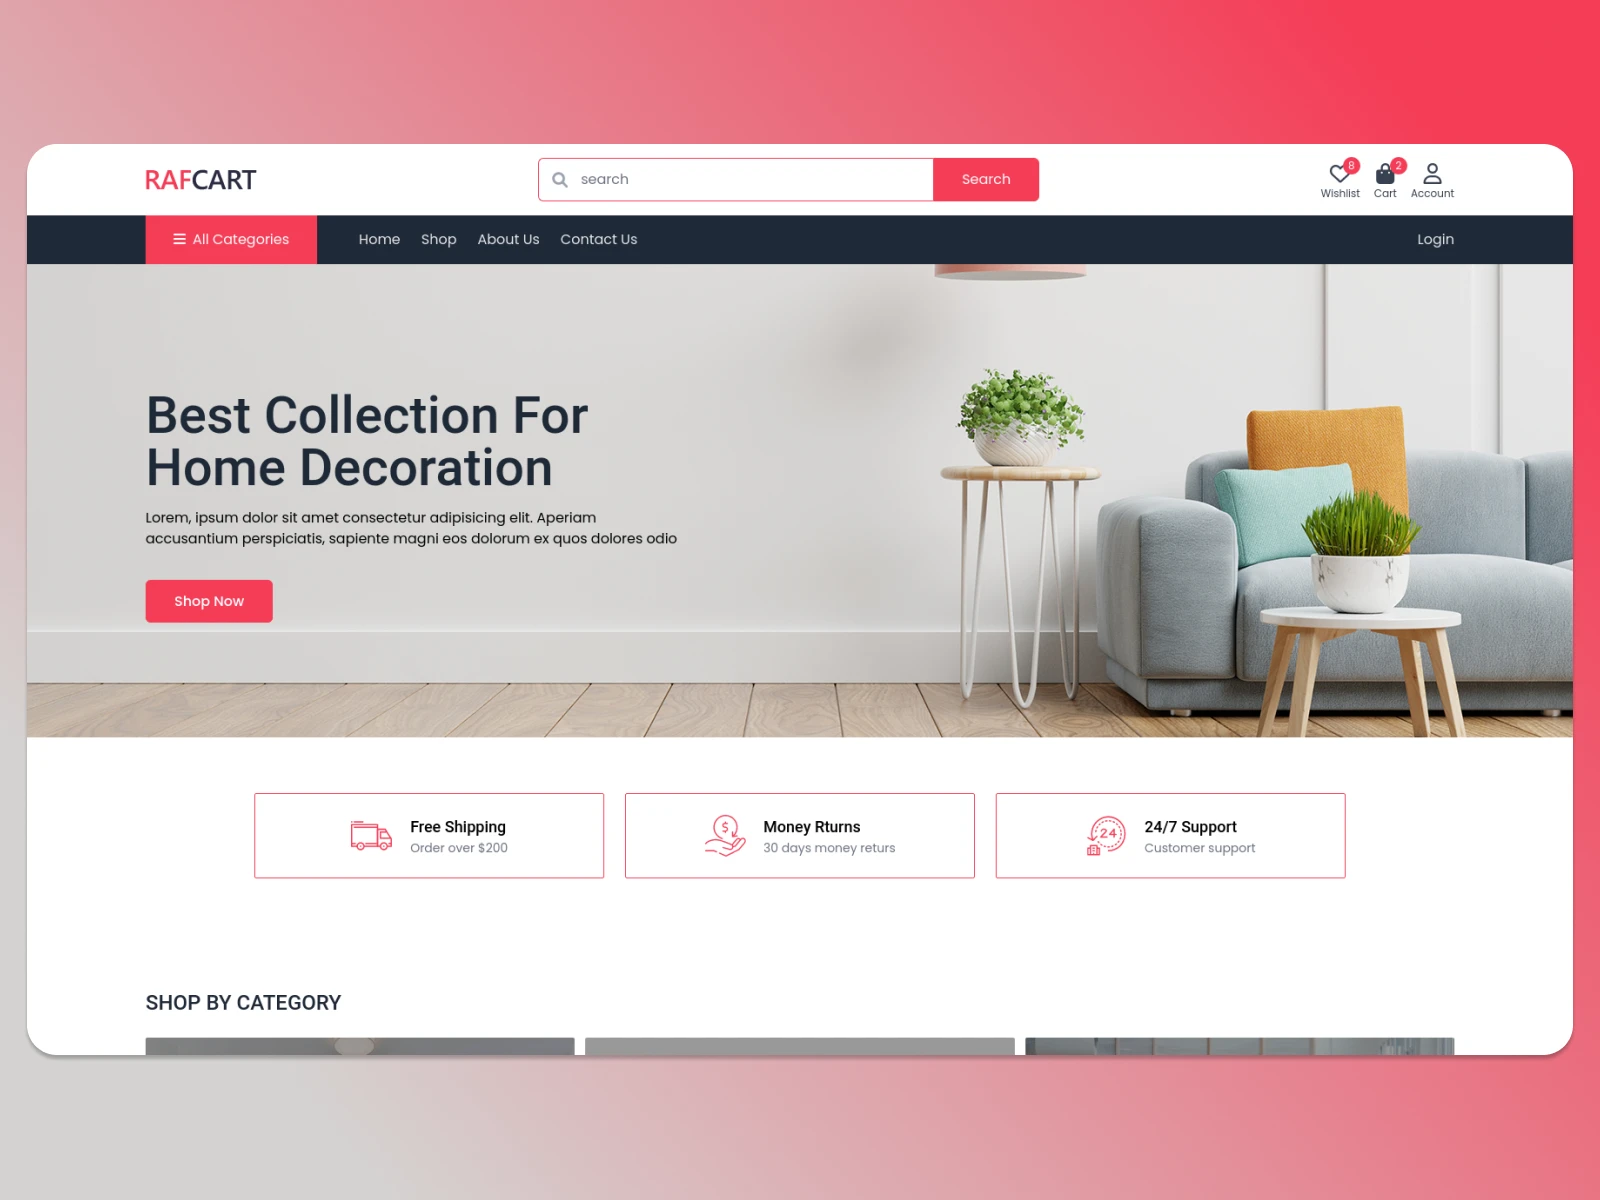 RAFCART
search
Search
8
Wishlist
2
Cart
Account
All Categories
Home
Shop
About Us
Contact Us
Login
Best Collection For
Home Decoration
Lorem, ipsum dolor sit amet consectetur adipisicing elit. Aperiam
accusantium perspiciatis, sapiente magni eos dolorum ex quos dolores odio
Shop Now
Free Shipping
Order over $200
$
Money Rturns
30 days money returs
24
24/7 Support
Customer support
SHOP BY CATEGORY